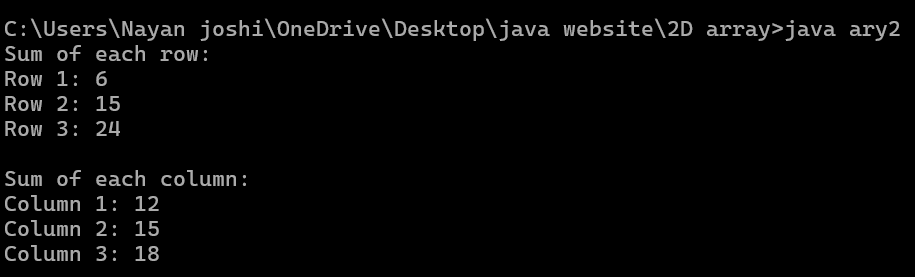 C:\Users\Nayan joshi\OneDrive\Desktop\java website\2D array>java ary2
Sum of each row:
Row 1: 6
Row 2: 15
Row 3: 24

Sum of each column:
Column 1: 12
Column 2: 15
Column 3: 18